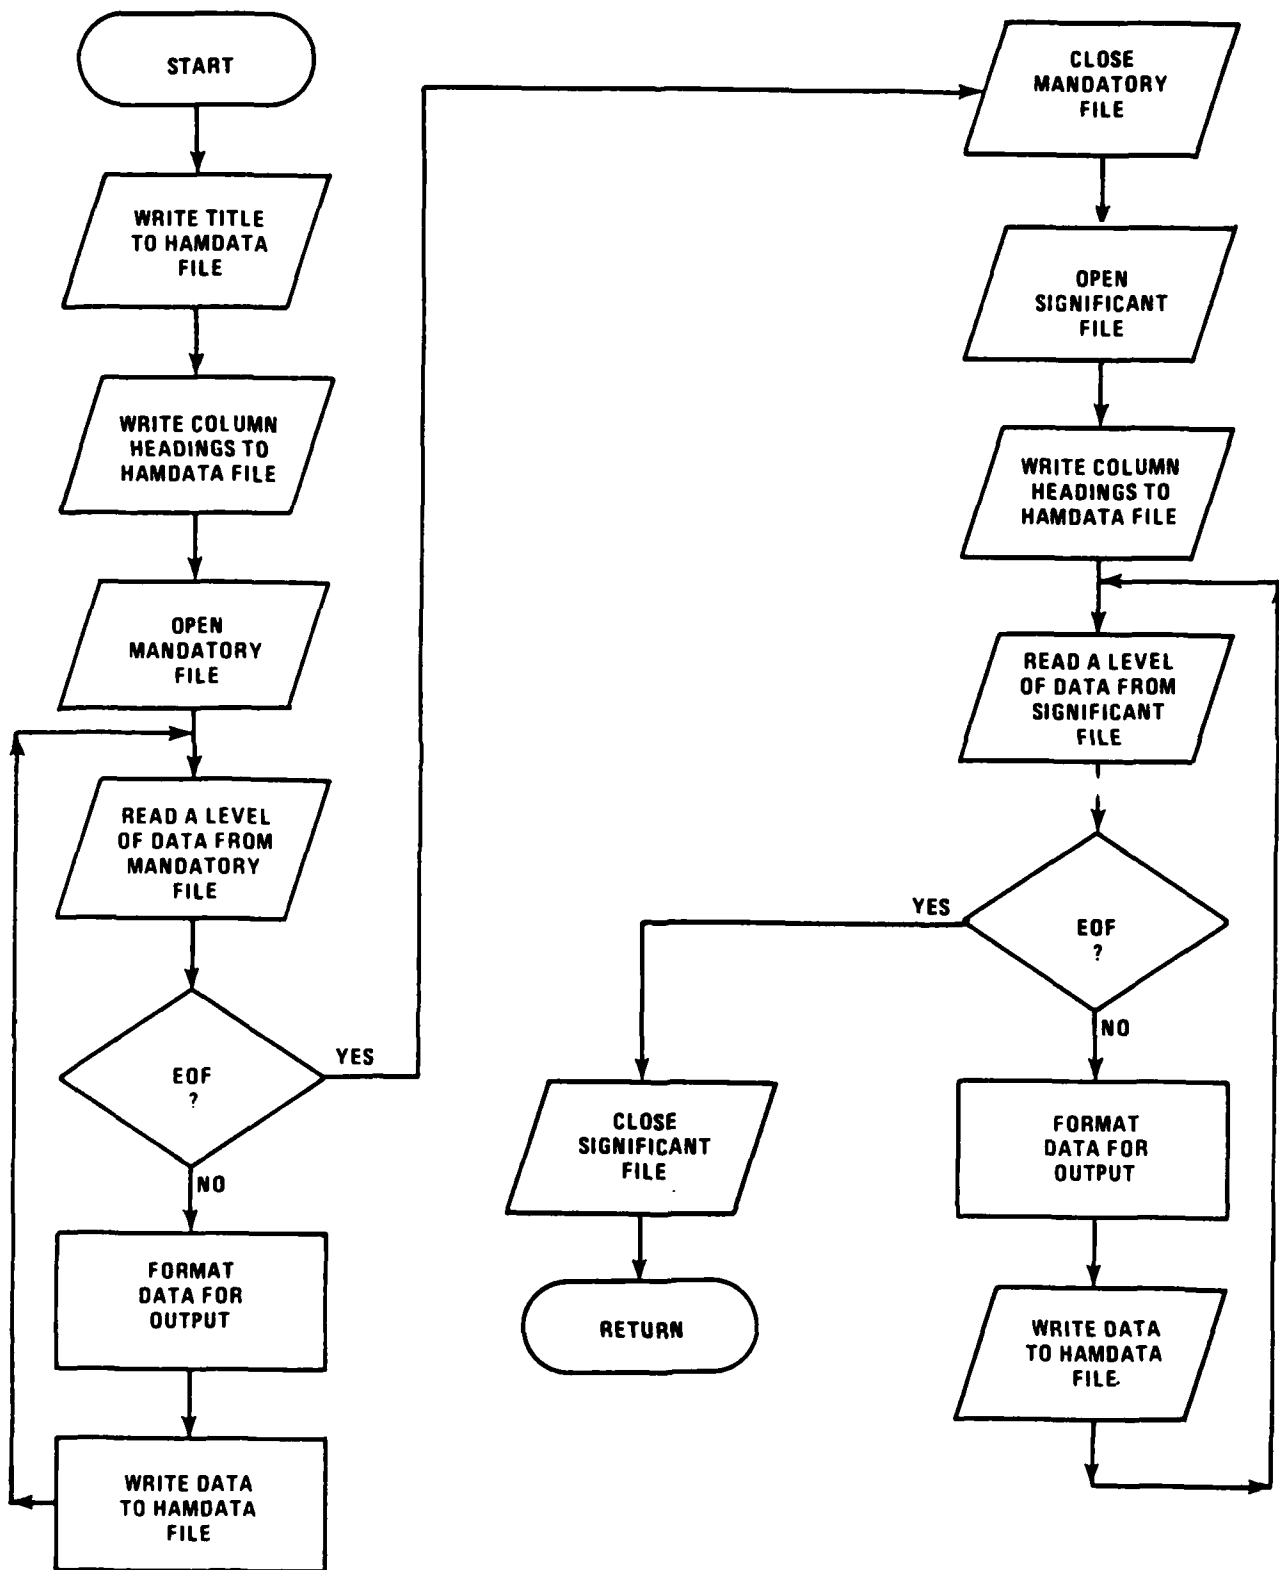 START
WRITE TITLE
TO HAMDATA
FILE
WRITE COLUMN
HEADINGS TO
HAMDATA FILE
OPEN
MANDATORY
FILE
READ A LEVEL
OF DATA FROM
MANDATORY
FILE
EOF
?
YES
NO
FORMAT
DATA FOR
OUTPUT
WRITE DATA
TO HAMDATA
FILE
CLOSE
MANDATORY
FILE
OPEN
SIGNIFICANT
FILE
WRITE COLUMN
HEADINGS TO
HAMDATA FILE
READ A LEVEL
OF DATA FROM
SIGNIFICANT
FILE
EOF
?
YES
NO
CLOSE
SIGNIFICANT
FILE
RETURN
FORMAT
DATA FOR
OUTPUT
WRITE DATA
TO HAMDATA
FILE